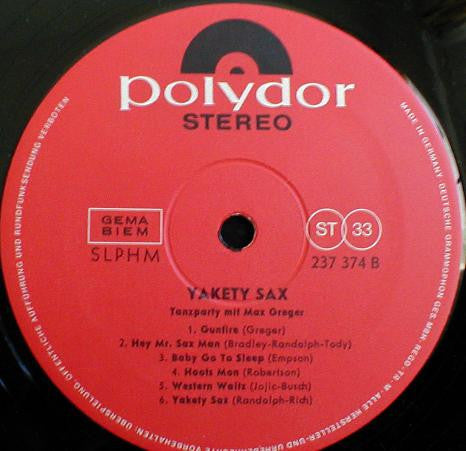 polydor
STEREO
GEMA
BIEM
SLPHM
ST 33
237 374 B
YAKETY SAX
Tanzparty mit Max Greger
1. Gunfire (Greger)
2. Hey Mr. Sax Man (Bradley-Randolph-Tody)
3. Baby Go To Sleep (Empson)
4. Hoots Mon (Robertson)
5. Western Waltz (Jojic-Busch)
6. Yakety Sax (Randolph-Rich)
MADE IN GERMANY. DEUTSCHE GRAMMOPHON GES.MBH. REGD. TR. M. ALLE HERSTELLER- UND URHEBERRECHTE VORBEHALTEN. ÜBERSPIELUNG, ÖFFENTLICHE AUFFÜHRUNG UND RUNDFUNKSENDUNG VERBOTEN